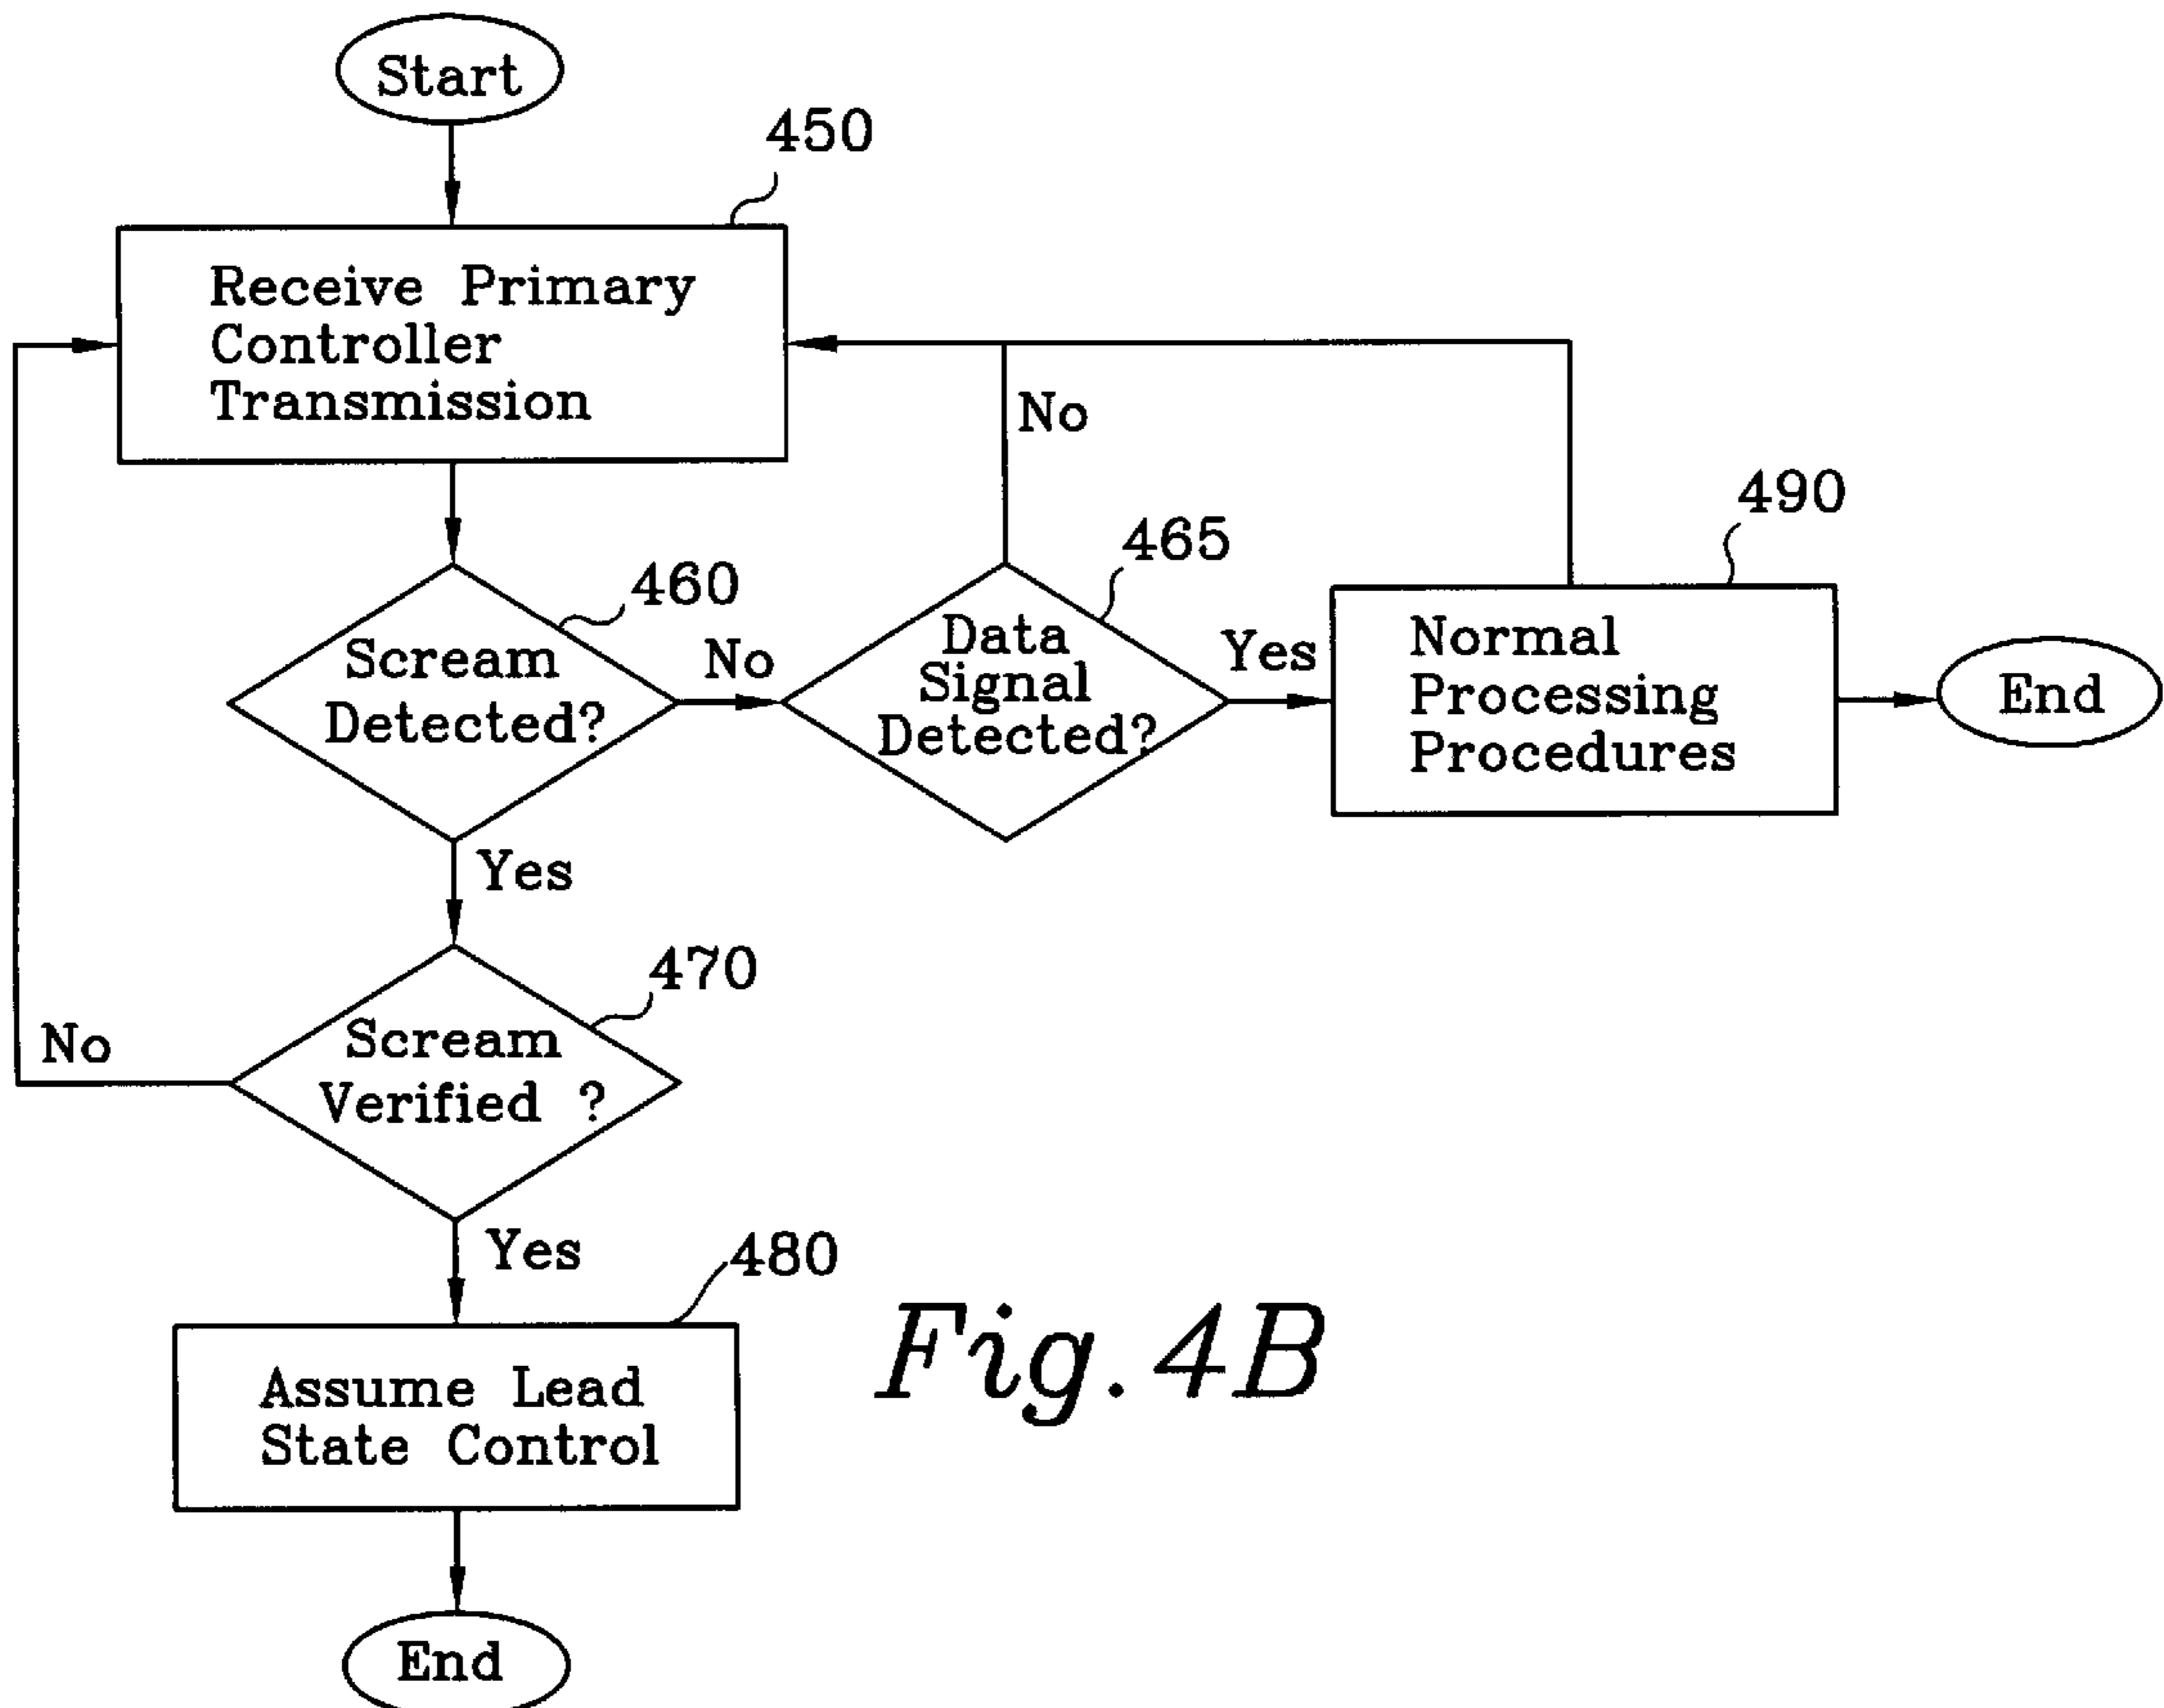 Start
450
Receive Primary
Controller
Transmission
No
490
465
460
Scream
Detected?
No
Data
Signal
Detected?
Yes
Normal
Processing
Procedures
End
Yes
470
Scream
Verified ?
No
Yes
480
Assume Lead
State Control
Fig. 4B
End